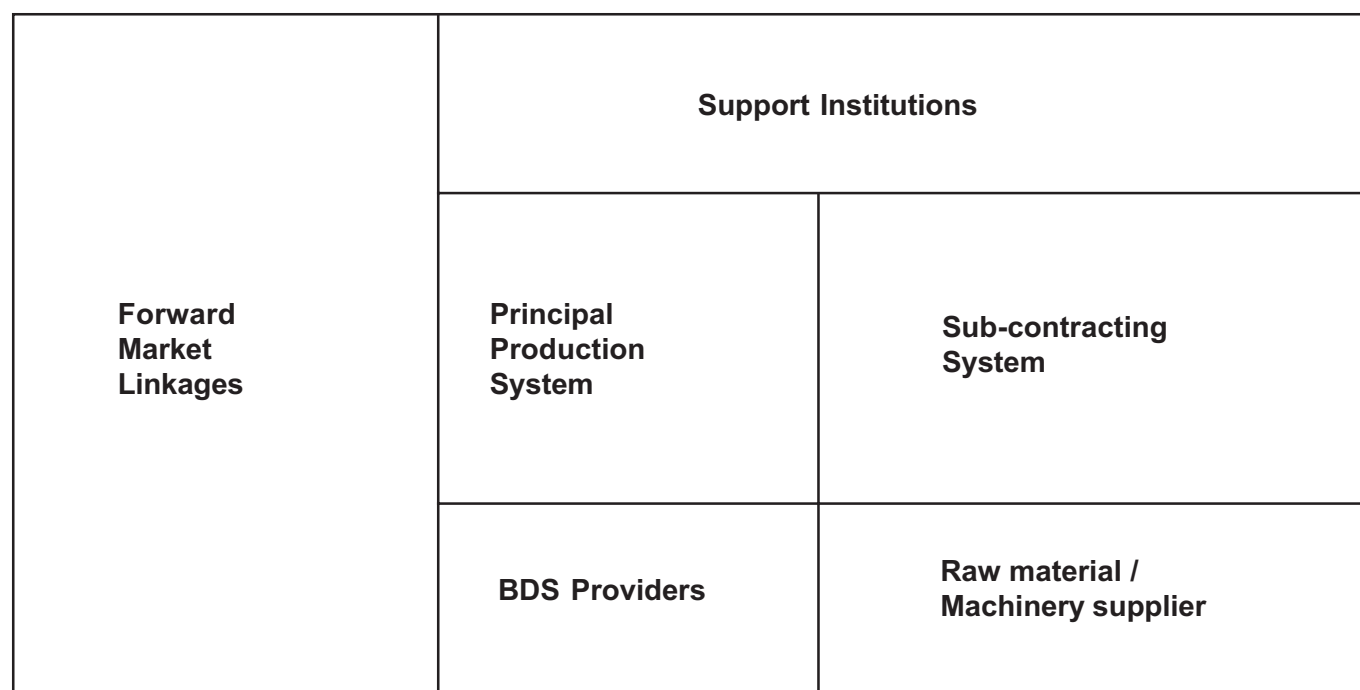 Support Institutions
Forward
Market
Linkages
Principal
Production
System
Sub-contracting
System
BDS Providers
Raw material /
Machinery supplier